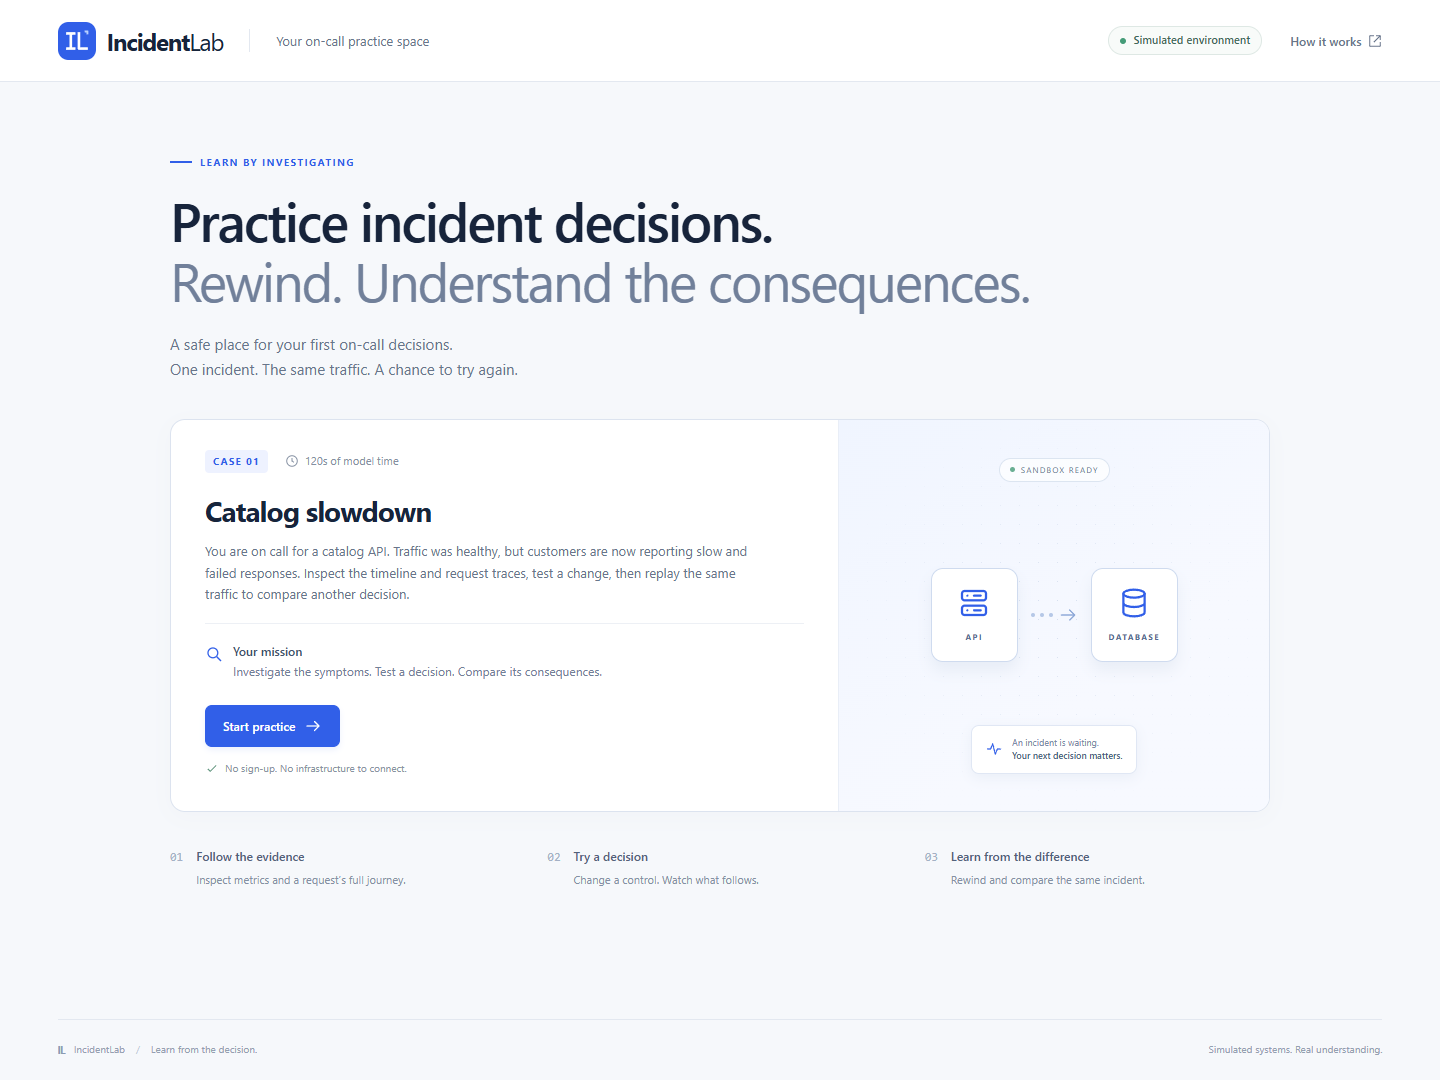 IL IncidentLab
Your on-call practice space
Simulated environment
How it works
LEARN BY INVESTIGATING
Practice incident decisions.
Rewind. Understand the consequences.
A safe place for your first on-call decisions.
One incident. The same traffic. A chance to try again.
CASE 01
120s of model time
Catalog slowdown
You are on call for a catalog API. Traffic was healthy, but customers are now reporting slow and
failed responses. Inspect the timeline and request traces, test a change, then replay the same
traffic to compare another decision.
Your mission
Investigate the symptoms. Test a decision. Compare its consequences.
Start practice
No sign-up. No infrastructure to connect.
SANDBOX READY
API
DATABASE
An incident is waiting.
Your next decision matters.
01 Follow the evidence
Inspect metrics and a request's full journey.
02 Try a decision
Change a control. Watch what follows.
03 Learn from the difference
Rewind and compare the same incident.
IL IncidentLab / Learn from the decision.
Simulated systems. Real understanding.